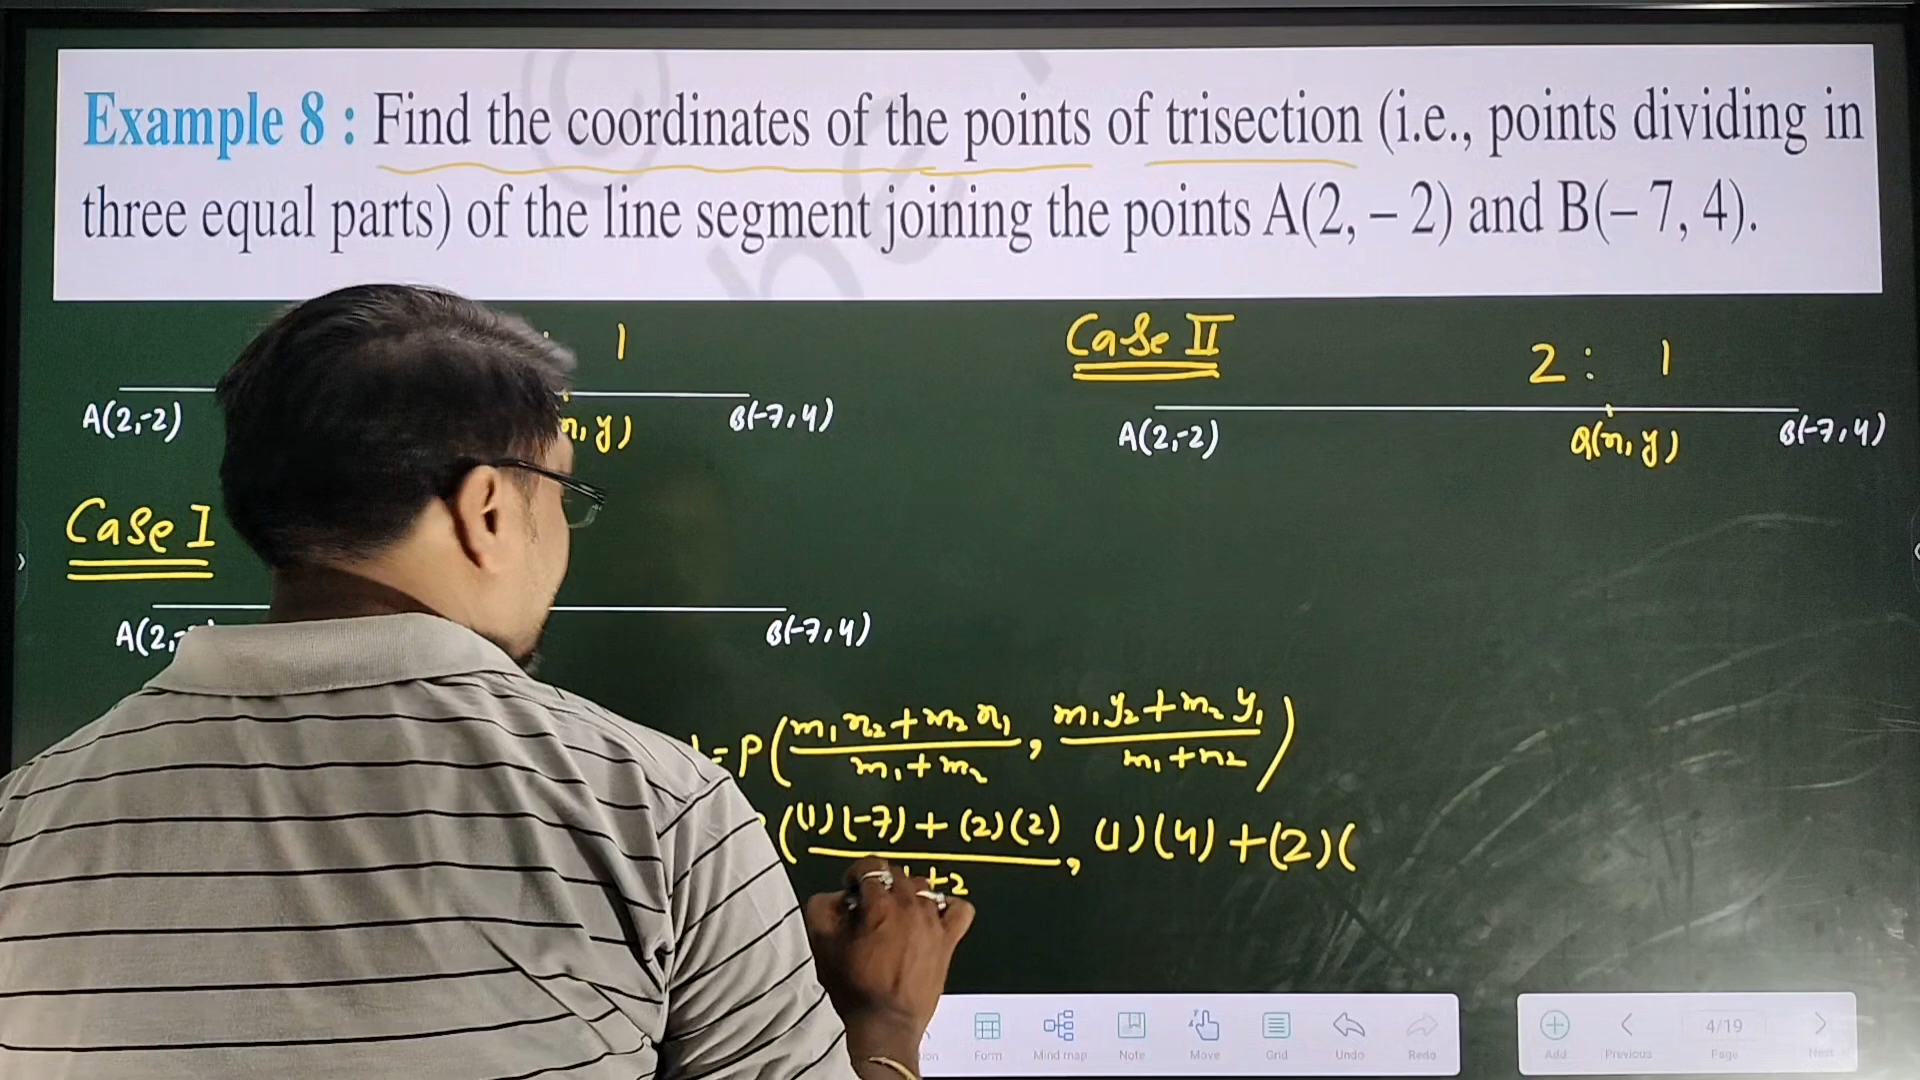 Example 8 : Find the coordinates of the points of trisection (i.e., points dividing in
three equal parts) of the line segment joining the points A(2, – 2) and B(– 7, 4).
: 1
A(2,-2)
x, y)
B(-7,4)
Case II
2 : 1
A(2,-2)
Q(x, y)
B(-7,4)
Case I
A(2,-
B(-7,4)
= P(m₁x₂+m₂x₁/m₁+m₂, m₁y₂+m₂y₁/m₁+m₂)
((1)(-7)+(2)(2)/1+2, (1)(4)+(2)(
Form
Mind map
Note
Move
Grid
Undo
Redo
Add
Previous
4/19
Page
Next